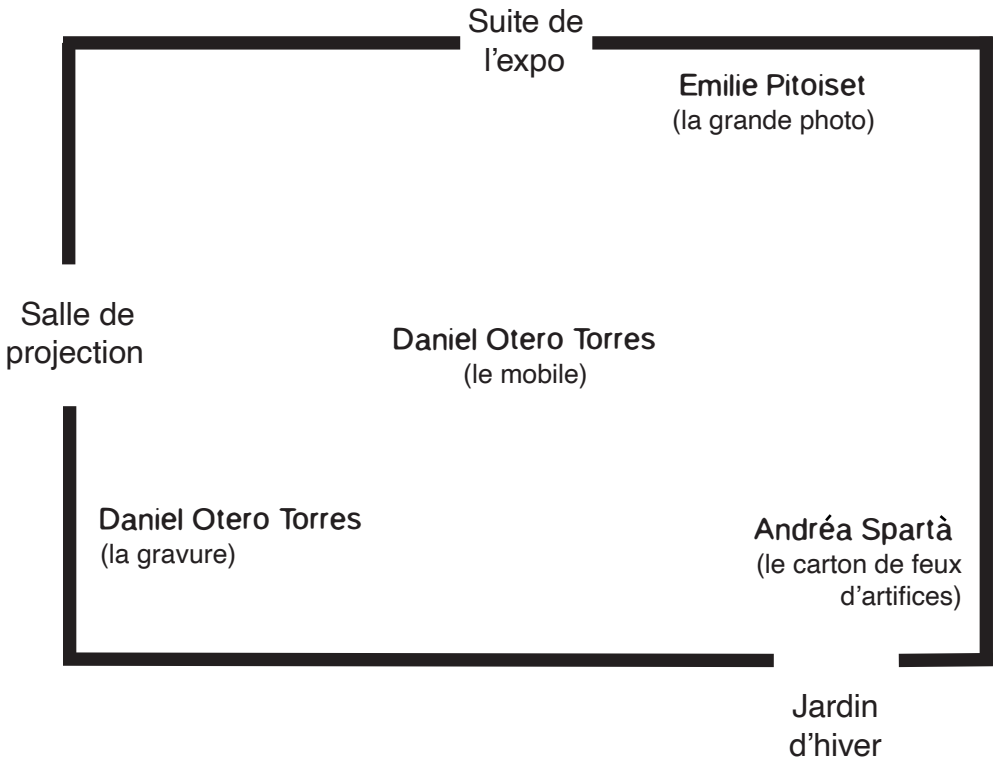 Suite de
l’expo
Emilie Pitoiset
(la grande photo)
Salle de
projection
Daniel Otero Torres
(le mobile)
Daniel Otero Torres
(la gravure)
Andréa Spartà
(le carton de feux
d’artifices)
Jardin
d’hiver